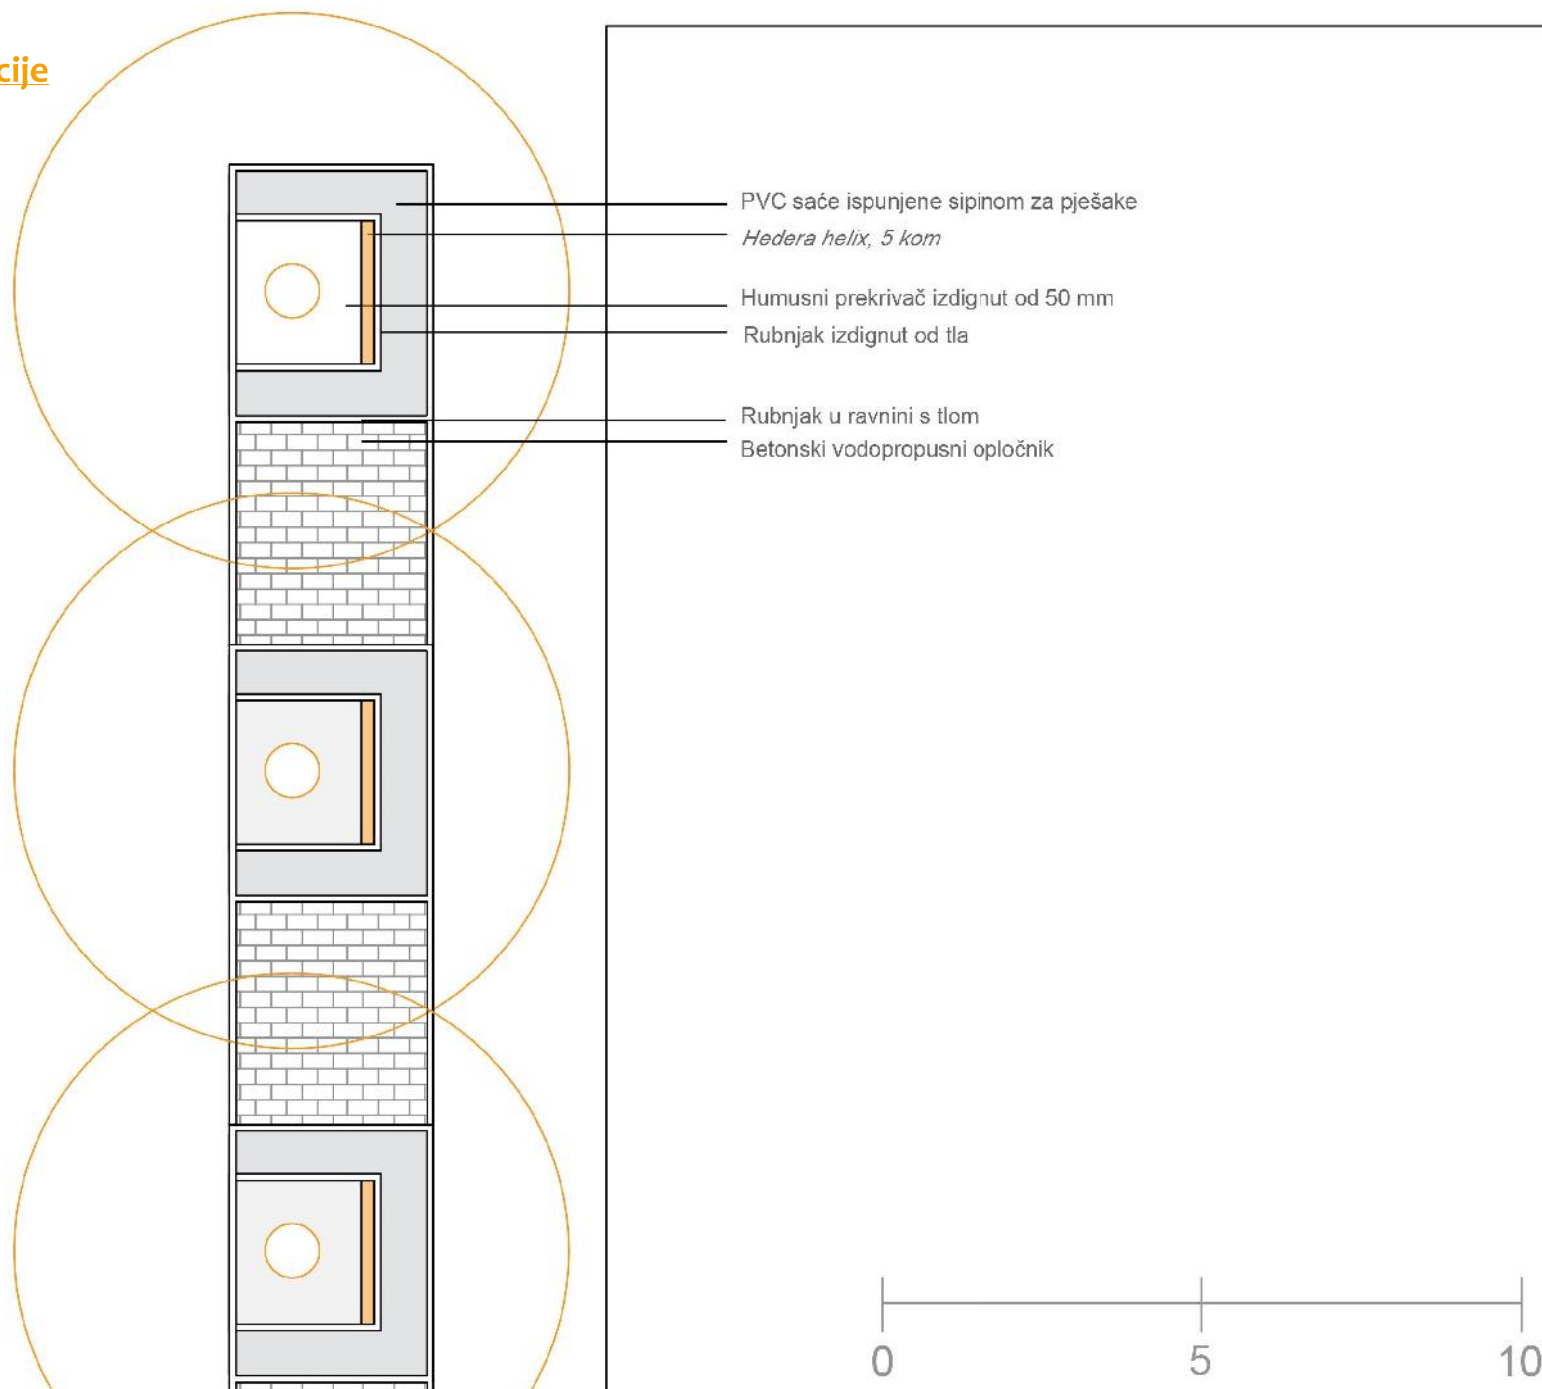 cije
PVC saće ispunjene sipinom za pješake
Hedera helix, 5 kom
Humusni prekrivač izdignut od 50 mm
Rubnjak izdignut od tla
Rubnjak u ravnini s tlom
Betonski vodopropusni opločnik
0 5 10